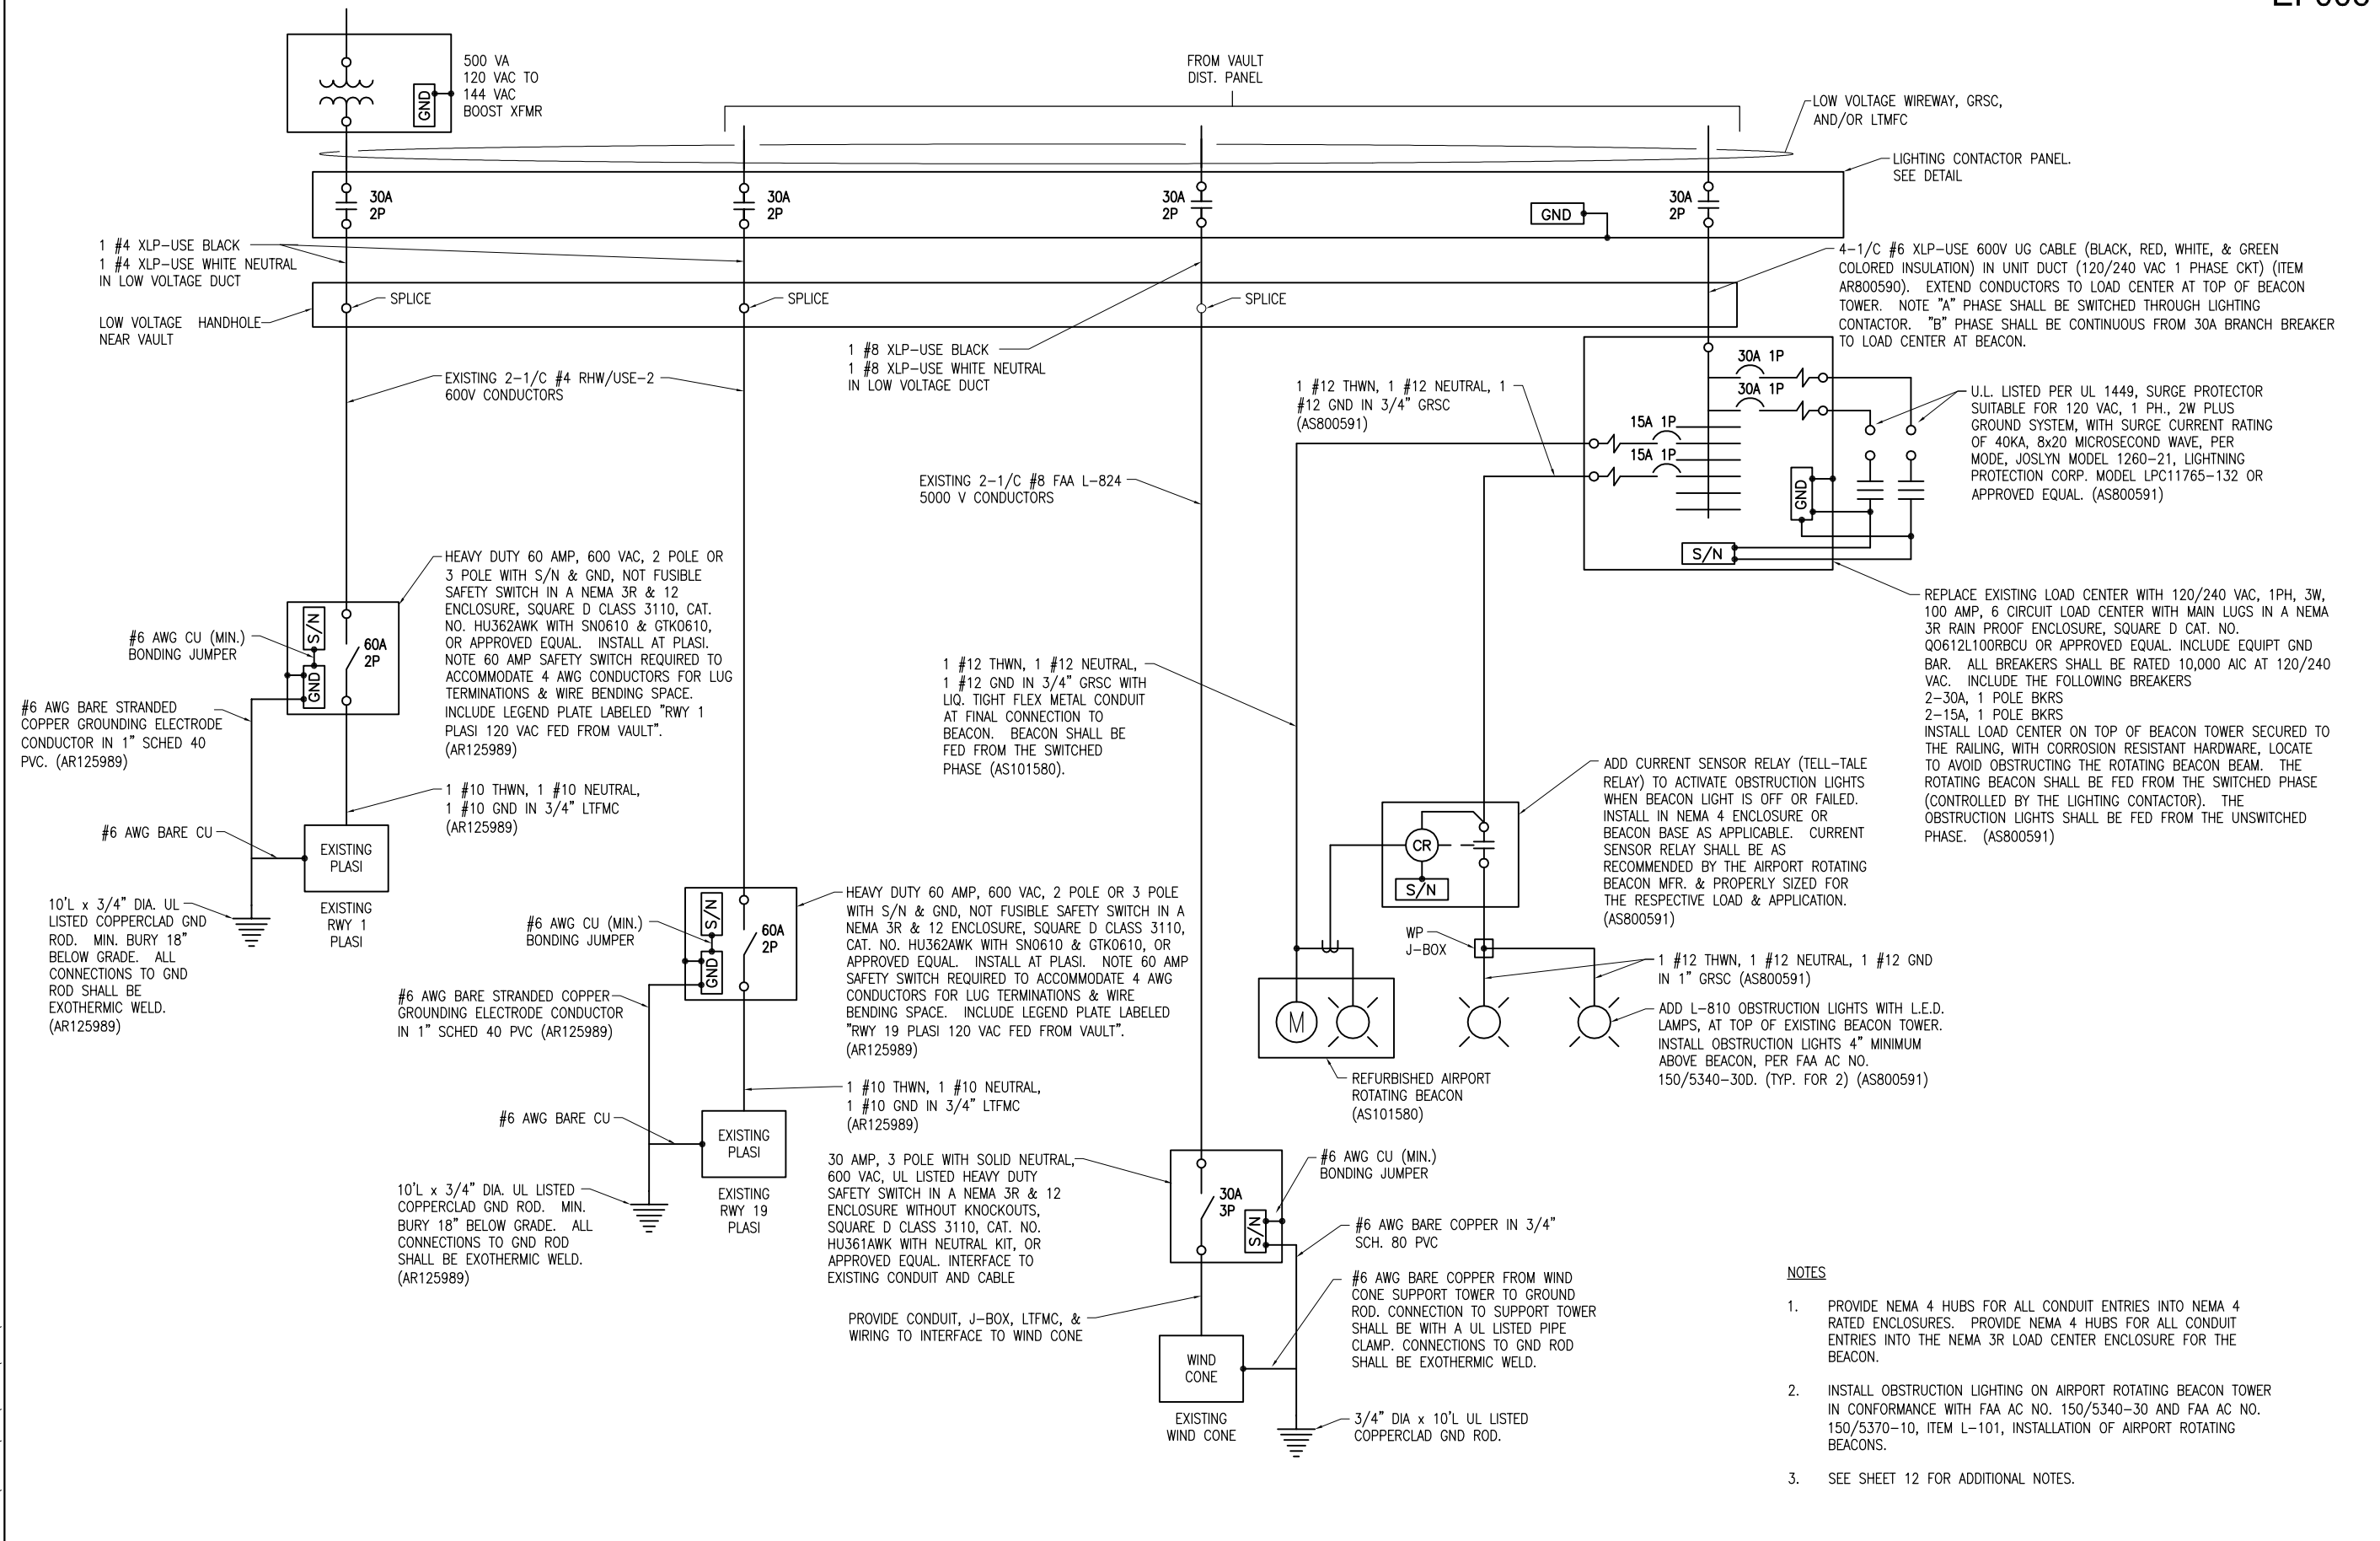 500 VA
120 VAC TO
144 VAC
BOOST XFMR
GND
FROM VAULT
DIST. PANEL
LOW VOLTAGE WIREWAY, GRSC,
AND/OR LTMFC
LIGHTING CONTACTOR PANEL.
SEE DETAIL
30A
2P
30A
2P
30A
2P
GND
30A
2P
1 #4 XLP-USE BLACK
1 #4 XLP-USE WHITE NEUTRAL
IN LOW VOLTAGE DUCT
SPLICE
SPLICE
SPLICE
LOW VOLTAGE HANDHOLE
NEAR VAULT
4-1/C #6 XLP-USE 600V UG CABLE (BLACK, RED, WHITE, & GREEN
COLORED INSULATION) IN UNIT DUCT (120/240 VAC 1 PHASE CKT) (ITEM
AR800590). EXTEND CONDUCTORS TO LOAD CENTER AT TOP OF BEACON
TOWER. NOTE "A" PHASE SHALL BE SWITCHED THROUGH LIGHTING
CONTACTOR. "B" PHASE SHALL BE CONTINUOUS FROM 30A BRANCH BREAKER
TO LOAD CENTER AT BEACON.
EXISTING 2-1/C #4 RHW/USE-2
600V CONDUCTORS
1 #8 XLP-USE BLACK
1 #8 XLP-USE WHITE NEUTRAL
IN LOW VOLTAGE DUCT
1 #12 THWN, 1 #12 NEUTRAL, 1
#12 GND IN 3/4" GRSC
(AS800591)
30A 1P
30A 1P
15A 1P
15A 1P
GND
S/N
U.L. LISTED PER UL 1449, SURGE PROTECTOR
SUITABLE FOR 120 VAC, 1 PH., 2W PLUS
GROUND SYSTEM, WITH SURGE CURRENT RATING
OF 40KA, 8x20 MICROSECOND WAVE, PER
MODE, JOSLYN MODEL 1260-21, LIGHTNING
PROTECTION CORP. MODEL LPC11765-132 OR
APPROVED EQUAL. (AS800591)
EXISTING 2-1/C #8 FAA L-824
5000 V CONDUCTORS
HEAVY DUTY 60 AMP, 600 VAC, 2 POLE OR
3 POLE WITH S/N & GND, NOT FUSIBLE
SAFETY SWITCH IN A NEMA 3R & 12
ENCLOSURE, SQUARE D CLASS 3110, CAT.
NO. HU362AWK WITH SN0610 & GTK0610,
OR APPROVED EQUAL. INSTALL AT PLASI.
NOTE 60 AMP SAFETY SWITCH REQUIRED TO
ACCOMMODATE 4 AWG CONDUCTORS FOR LUG
TERMINATIONS & WIRE BENDING SPACE.
INCLUDE LEGEND PLATE LABELED "RWY 1
PLASI 120 VAC FED FROM VAULT".
(AR125989)
S/N
GND
60A
2P
#6 AWG CU (MIN.)
BONDING JUMPER
#6 AWG BARE STRANDED
COPPER GROUNDING ELECTRODE
CONDUCTOR IN 1" SCHED 40
PVC. (AR125989)
1 #10 THWN, 1 #10 NEUTRAL,
1 #10 GND IN 3/4" LTFMC
(AR125989)
#6 AWG BARE CU
EXISTING
PLASI
EXISTING
RWY 1
PLASI
10'L x 3/4" DIA. UL
LISTED COPPERCLAD GND
ROD. MIN. BURY 18"
BELOW GRADE. ALL
CONNECTIONS TO GND
ROD SHALL BE
EXOTHERMIC WELD.
(AR125989)
1 #12 THWN, 1 #12 NEUTRAL,
1 #12 GND IN 3/4" GRSC WITH
LIQ. TIGHT FLEX METAL CONDUIT
AT FINAL CONNECTION TO
BEACON. BEACON SHALL BE
FED FROM THE SWITCHED
PHASE (AS101580).
REPLACE EXISTING LOAD CENTER WITH 120/240 VAC, 1PH, 3W,
100 AMP, 6 CIRCUIT LOAD CENTER WITH MAIN LUGS IN A NEMA
3R RAIN PROOF ENCLOSURE, SQUARE D CAT. NO.
QO612L100RBCU OR APPROVED EQUAL. INCLUDE EQUIPT GND
BAR. ALL BREAKERS SHALL BE RATED 10,000 AIC AT 120/240
VAC. INCLUDE THE FOLLOWING BREAKERS
2-30A, 1 POLE BKRS
2-15A, 1 POLE BKRS
INSTALL LOAD CENTER ON TOP OF BEACON TOWER SECURED TO
THE RAILING, WITH CORROSION RESISTANT HARDWARE, LOCATE
TO AVOID OBSTRUCTING THE ROTATING BEACON BEAM. THE
ROTATING BEACON SHALL BE FED FROM THE SWITCHED PHASE
(CONTROLLED BY THE LIGHTING CONTACTOR). THE
OBSTRUCTION LIGHTS SHALL BE FED FROM THE UNSWITCHED
PHASE. (AS800591)
ADD CURRENT SENSOR RELAY (TELL-TALE
RELAY) TO ACTIVATE OBSTRUCTION LIGHTS
WHEN BEACON LIGHT IS OFF OR FAILED.
INSTALL IN NEMA 4 ENCLOSURE OR
BEACON BASE AS APPLICABLE. CURRENT
SENSOR RELAY SHALL BE AS
RECOMMENDED BY THE AIRPORT ROTATING
BEACON MFR. & PROPERLY SIZED FOR
THE RESPECTIVE LOAD & APPLICATION.
(AS800591)
CR
S/N
WP
J-BOX
1 #12 THWN, 1 #12 NEUTRAL, 1 #12 GND
IN 1" GRSC (AS800591)
ADD L-810 OBSTRUCTION LIGHTS WITH L.E.D.
LAMPS, AT TOP OF EXISTING BEACON TOWER.
INSTALL OBSTRUCTION LIGHTS 4" MINIMUM
ABOVE BEACON, PER FAA AC NO.
150/5340-30D. (TYP. FOR 2) (AS800591)
M
REFURBISHED AIRPORT
ROTATING BEACON
(AS101580)
HEAVY DUTY 60 AMP, 600 VAC, 2 POLE OR 3 POLE
WITH S/N & GND, NOT FUSIBLE SAFETY SWITCH IN A
NEMA 3R & 12 ENCLOSURE, SQUARE D CLASS 3110,
CAT. NO. HU362AWK WITH SN0610 & GTK0610, OR
APPROVED EQUAL. INSTALL AT PLASI. NOTE 60 AMP
SAFETY SWITCH REQUIRED TO ACCOMMODATE 4 AWG
CONDUCTORS FOR LUG TERMINATIONS & WIRE
BENDING SPACE. INCLUDE LEGEND PLATE LABELED
"RWY 19 PLASI 120 VAC FED FROM VAULT".
(AR125989)
S/N
GND
60A
2P
#6 AWG CU (MIN.)
BONDING JUMPER
#6 AWG BARE STRANDED COPPER
GROUNDING ELECTRODE CONDUCTOR
IN 1" SCHED 40 PVC (AR125989)
1 #10 THWN, 1 #10 NEUTRAL,
1 #10 GND IN 3/4" LTFMC
(AR125989)
#6 AWG BARE CU
EXISTING
PLASI
EXISTING
RWY 19
PLASI
10'L x 3/4" DIA. UL LISTED
COPPERCLAD GND ROD. MIN.
BURY 18" BELOW GRADE. ALL
CONNECTIONS TO GND ROD
SHALL BE EXOTHERMIC WELD.
(AR125989)
30 AMP, 3 POLE WITH SOLID NEUTRAL,
600 VAC, UL LISTED HEAVY DUTY
SAFETY SWITCH IN A NEMA 3R & 12
ENCLOSURE WITHOUT KNOCKOUTS,
SQUARE D CLASS 3110, CAT. NO.
HU361AWK WITH NEUTRAL KIT, OR
APPROVED EQUAL. INTERFACE TO
EXISTING CONDUIT AND CABLE
30A
3P
S/N
#6 AWG CU (MIN.)
BONDING JUMPER
#6 AWG BARE COPPER IN 3/4"
SCH. 80 PVC
#6 AWG BARE COPPER FROM WIND
CONE SUPPORT TOWER TO GROUND
ROD. CONNECTION TO SUPPORT TOWER
SHALL BE WITH A UL LISTED PIPE
CLAMP. CONNECTIONS TO GND ROD
SHALL BE EXOTHERMIC WELD.
PROVIDE CONDUIT, J-BOX, LTFMC, &
WIRING TO INTERFACE TO WIND CONE
WIND
CONE
EXISTING
WIND CONE
3/4" DIA x 10'L UL LISTED
COPPERCLAD GND ROD.
NOTES
1. PROVIDE NEMA 4 HUBS FOR ALL CONDUIT ENTRIES INTO NEMA 4
RATED ENCLOSURES. PROVIDE NEMA 4 HUBS FOR ALL CONDUIT
ENTRIES INTO THE NEMA 3R LOAD CENTER ENCLOSURE FOR THE
BEACON.
2. INSTALL OBSTRUCTION LIGHTING ON AIRPORT ROTATING BEACON TOWER
IN CONFORMANCE WITH FAA AC NO. 150/5340-30 AND FAA AC NO.
150/5370-10, ITEM L-101, INSTALLATION OF AIRPORT ROTATING
BEACONS.
3. SEE SHEET 12 FOR ADDITIONAL NOTES.